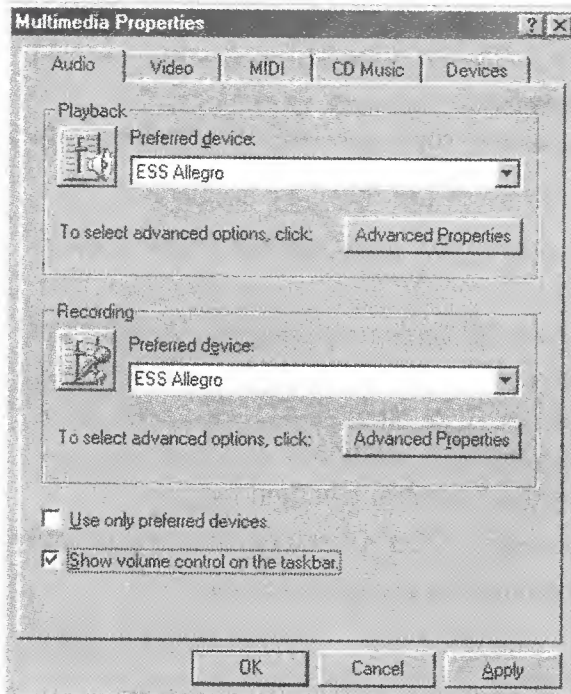 Multimedia Properties ? ×
Audio Video MIDI CD Music Devices
Playback
Preferred device:
ESS Allegro
To select advanced options, click: Advanced Properties
Recording
Preferred device:
ESS Allegro
To select advanced options, click: Advanced Properties
Use only preferred devices
Show volume control on the taskbar.
OK Cancel Apply